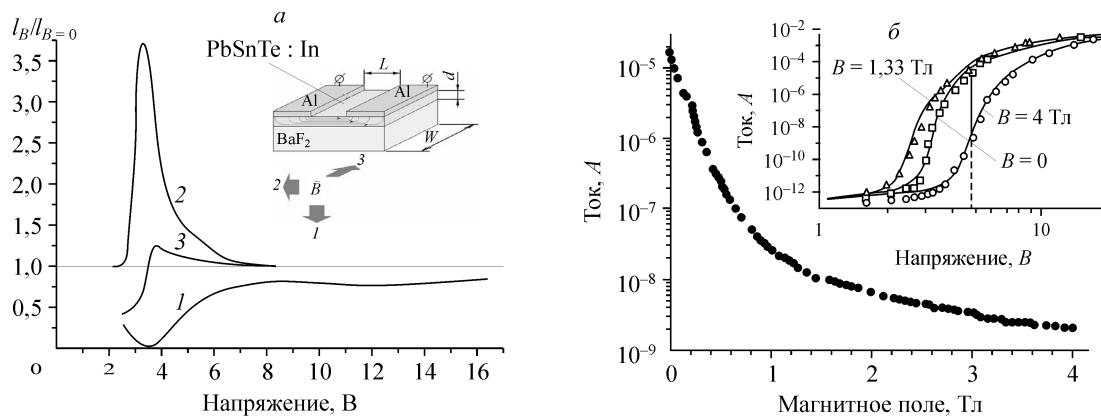 а
I_B/I_{B=0}
3,5
3,0
2,5
2,0
1,5
1,0
0,5
0
2
4
6
8
10
12
14
16
Напряжение, В
PbSnTe : In
L
d
Al
Al
W
BaF₂
3
2
B̄
1
2
3
1
б
10⁻⁵
10⁻⁶
10⁻⁷
10⁻⁸
10⁻⁹
Ток, А
0
1
2
3
4
Магнитное поле, Тл
10⁻²
10⁻⁴
10⁻⁶
10⁻⁸
10⁻¹⁰
10⁻¹²
Ток, А
B = 1,33 Тл
B = 4 Тл
B = 0
1
10
Напряжение, В